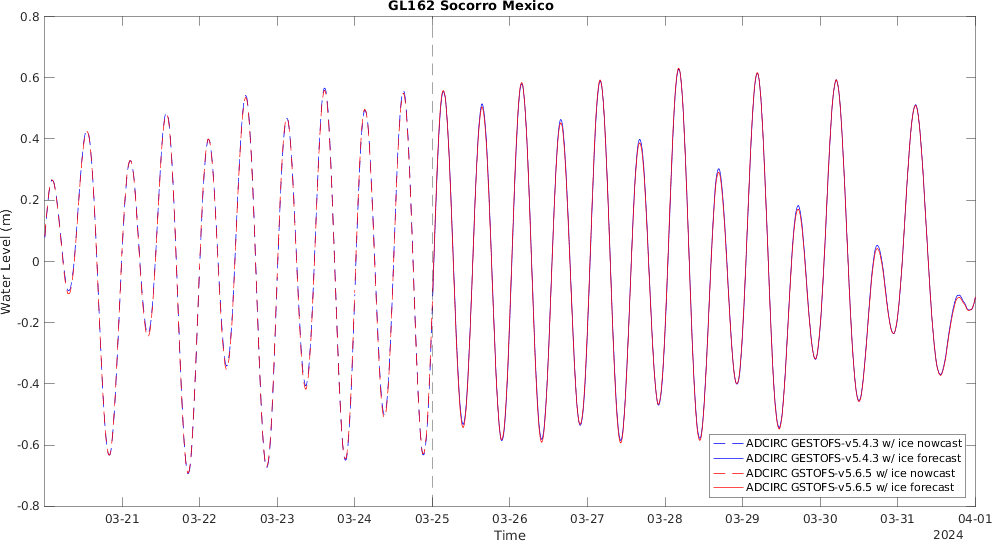 GL162 Socorro Mexico
Water Level (m)
0.8
0.6
0.4
0.2
0
-0.2
-0.4
-0.6
-0.8
03-21 03-22 03-23 03-24 03-25 03-26 03-27 03-28 03-29 03-30 03-31 04-01
Time
2024
ADCIRC GESTOFS-v5.4.3 w/ ice nowcast
ADCIRC GESTOFS-v5.4.3 w/ ice forecast
ADCIRC GSTOFS-v5.6.5 w/ ice nowcast
ADCIRC GSTOFS-v5.6.5 w/ ice forecast